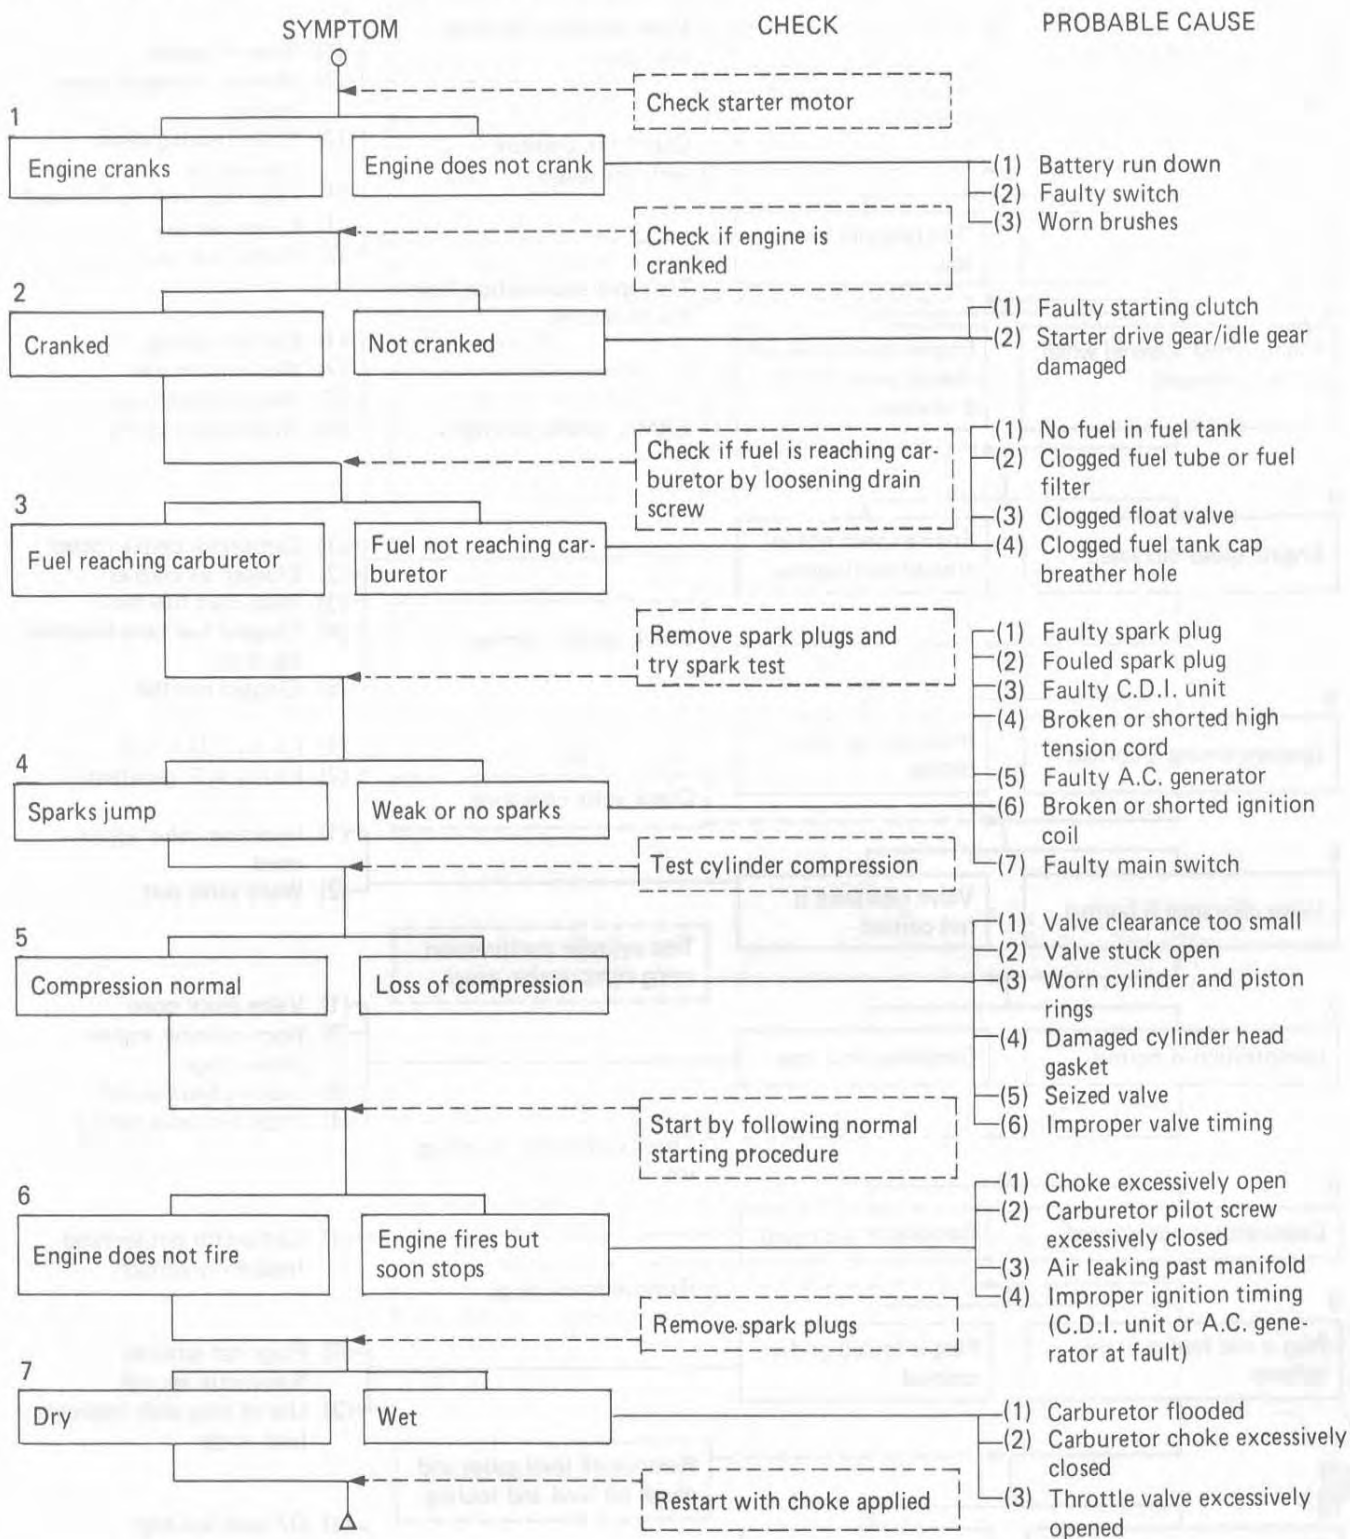 SYMPTOM
CHECK
PROBABLE CAUSE
Check starter motor
1
Engine cranks
Engine does not crank
(1) Battery run down
(2) Faulty switch
(3) Worn brushes
Check if engine is
cranked
2
Cranked
Not cranked
(1) Faulty starting clutch
(2) Starter drive gear/idle gear
damaged
Check if fuel is reaching car-
buretor by loosening drain
screw
3
Fuel reaching carburetor
Fuel not reaching car-
buretor
(1) No fuel in fuel tank
(2) Clogged fuel tube or fuel
filter
(3) Clogged float valve
(4) Clogged fuel tank cap
breather hole
Remove spark plugs and
try spark test
4
Sparks jump
Weak or no sparks
(1) Faulty spark plug
(2) Fouled spark plug
(3) Faulty C.D.I. unit
(4) Broken or shorted high
tension cord
(5) Faulty A.C. generator
(6) Broken or shorted ignition
coil
(7) Faulty main switch
Test cylinder compression
5
Compression normal
Loss of compression
(1) Valve clearance too small
(2) Valve stuck open
(3) Worn cylinder and piston
rings
(4) Damaged cylinder head
gasket
(5) Seized valve
(6) Improper valve timing
Start by following normal
starting procedure
6
Engine does not fire
Engine fires but
soon stops
(1) Choke excessively open
(2) Carburetor pilot screw
excessively closed
(3) Air leaking past manifold
(4) Improper ignition timing
(C.D.I. unit or A.C. gene-
rator at fault)
Remove spark plugs
7
Dry
Wet
(1) Carburetor flooded
(2) Carburetor choke excessively
closed
(3) Throttle valve excessively
opened
Restart with choke applied